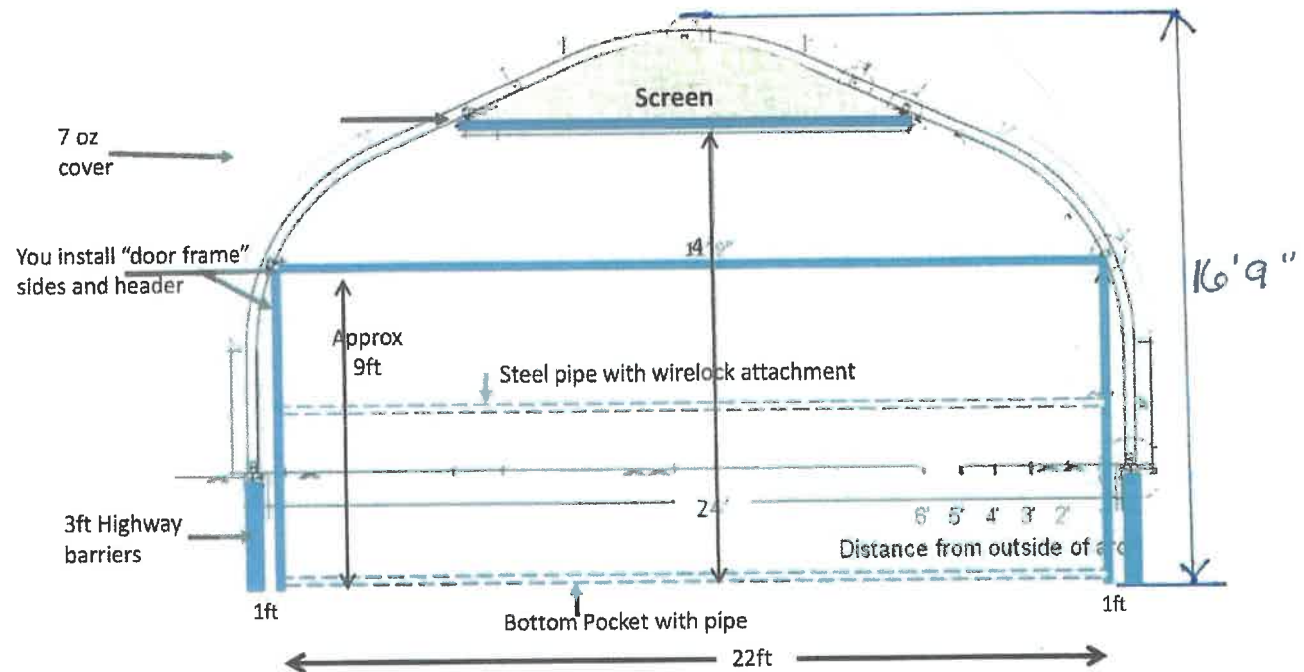 Screen
7 oz
cover
You install "door frame"
sides and header
14'
16'9"
Approx
9ft
Steel pipe with wirelock attachment
24'
6' 5' 4' 3' 2'
3ft Highway
barriers
Distance from outside of arc
1ft
1ft
Bottom Pocket with pipe
22ft